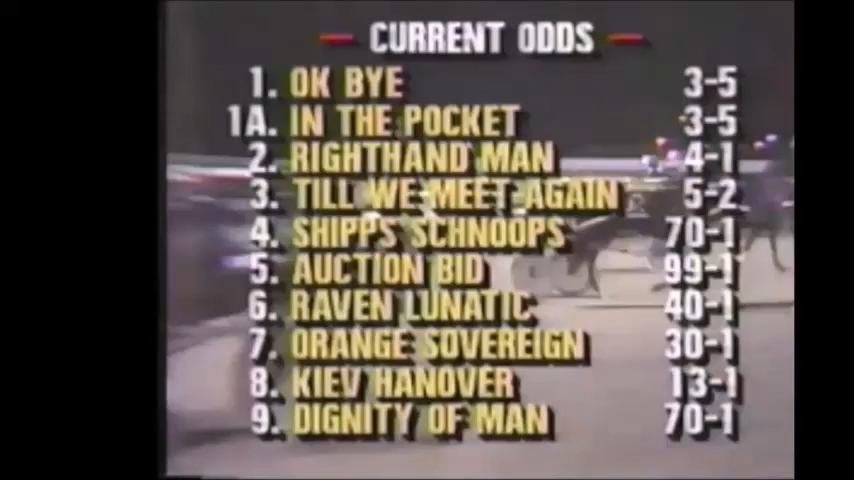 CURRENT ODDS
1. OK BYE 3-5
1A. IN THE POCKET 3-5
2. RIGHTHAND MAN 4-1
3. TILL WE MEET AGAIN 5-2
4. SHIPPS SCHNOOPS 70-1
5. AUCTION BID 99-1
6. RAVEN LUNATIC 40-1
7. ORANGE SOVEREIGN 30-1
8. KIEV HANOVER 13-1
9. DIGNITY OF MAN 70-1